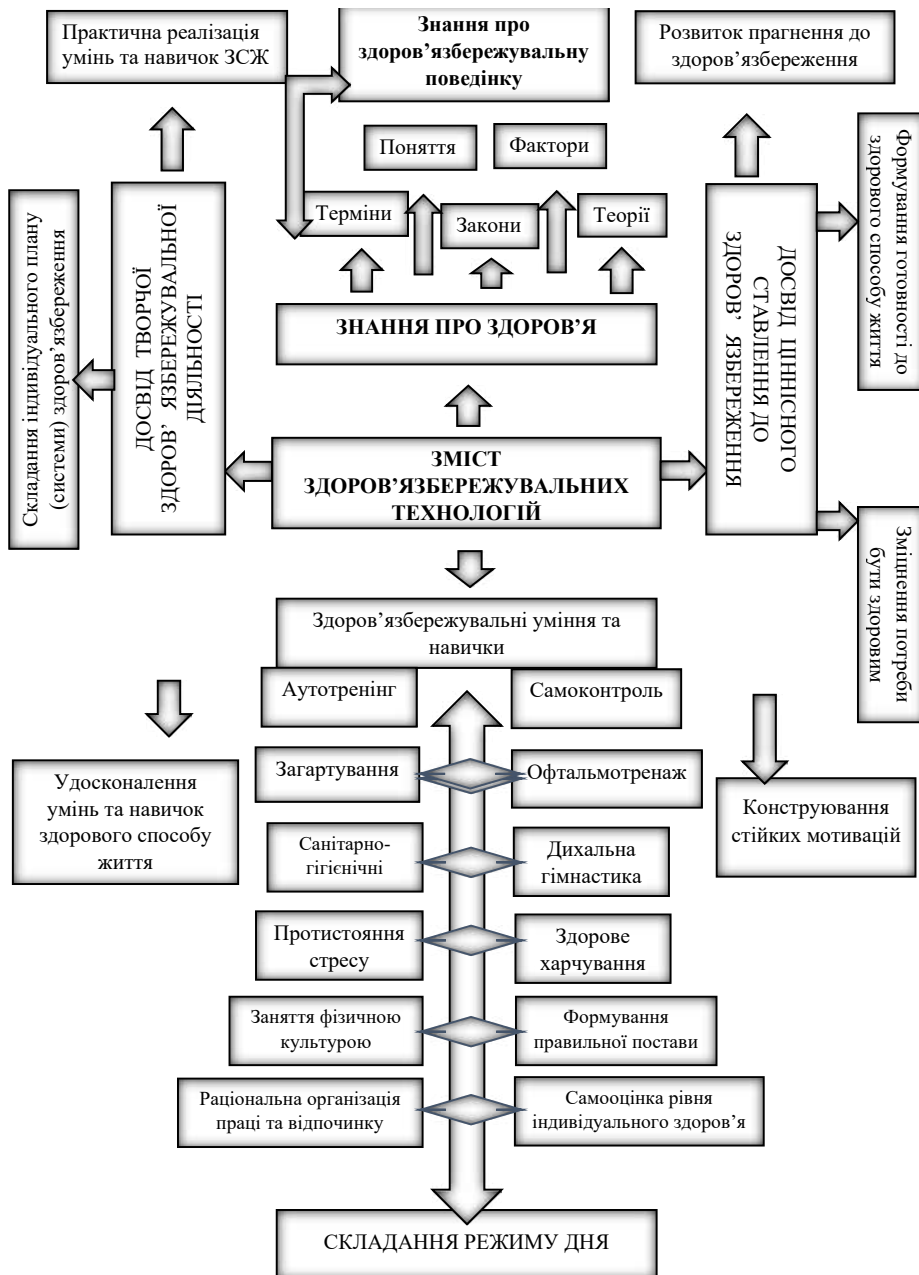 Практична реалізація
умінь та навичок ЗСЖ
Знання про
здоров’язбережувальну
поведінку
Розвиток прагнення до
здоров’язбереження
Поняття
Фактори
Терміни
Закони
Теорії
ЗНАННЯ ПРО ЗДОРОВ’Я
Складання індивідуального плану
(системи) здоров’язбереження
ДОСВІД ТВОРЧОЇ
ЗДОРОВ’ ЯЗБЕРЕЖУВАЛЬНОЇ
ДІЯЛЬНОСТІ
ЗМІСТ
ЗДОРОВ’ЯЗБЕРЕЖУВАЛЬНИХ
ТЕХНОЛОГІЙ
ДОСВІД ЦІННІСНОГО
СТАВЛЕННЯ ДО
ЗДОРОВ’ ЯЗБЕРЕЖЕННЯ
Формування готовності до
здорового способу життя
Зміцнення потреби
бути здоровим
Здоров’язбережувальні уміння та
навички
Аутотренінг
Самоконтроль
Загартування
Офтальмотренаж
Удосконалення
умінь та навичок
здорового способу
життя
Конструювання
стійких мотивацій
Санітарно-
гігієнічні
Дихальна
гімнастика
Протистояння
стресу
Здорове
харчування
Заняття фізичною
культурою
Формування
правильної постави
Раціональна організація
праці та відпочинку
Самооцінка рівня
індивідуального здоров’я
СКЛАДАННЯ РЕЖИМУ ДНЯ